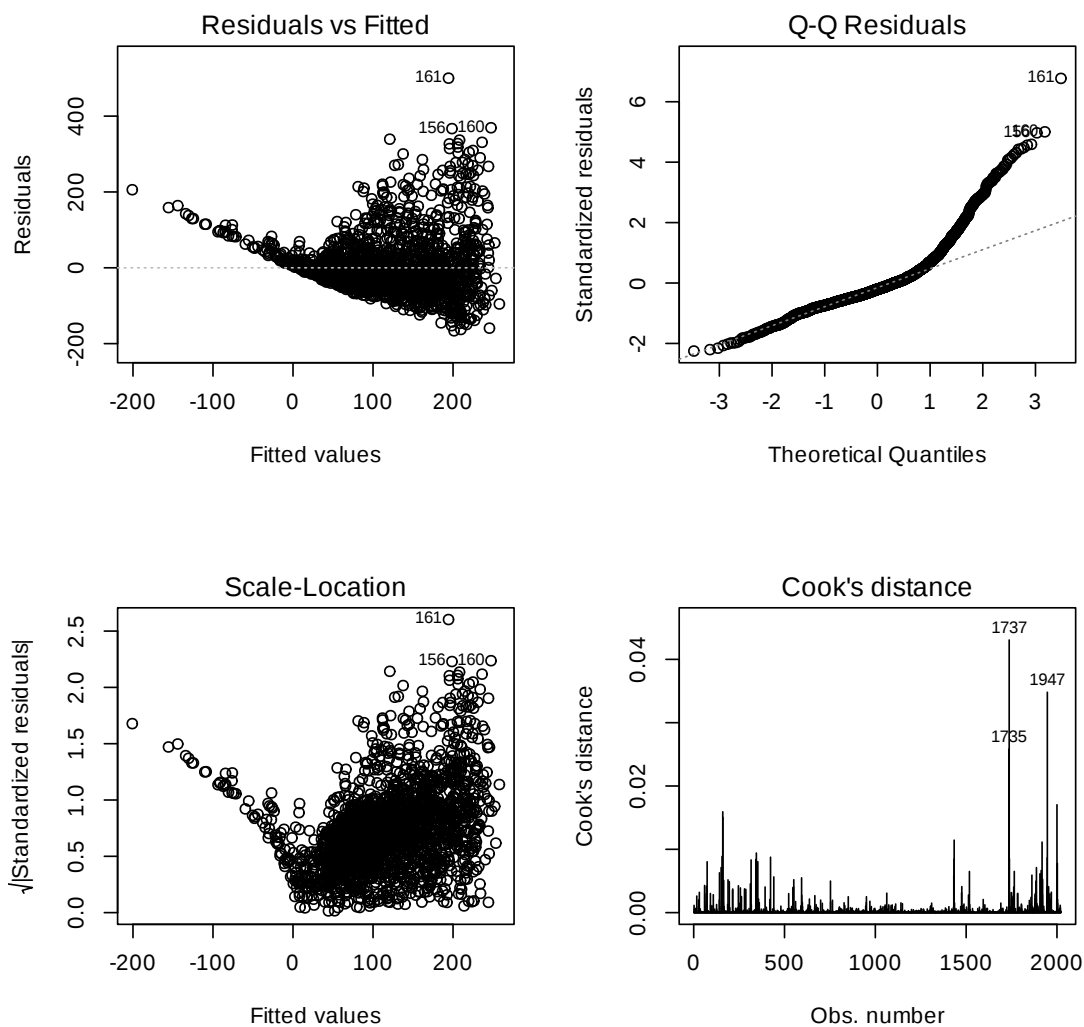 Residuals vs Fitted
Residuals
-200 0 200 400
161
156 160
-200 -100 0 100 200
Fitted values
Q-Q Residuals
Standardized residuals
-2 0 2 4 6
161
160
-3 -2 -1 0 1 2 3
Theoretical Quantiles
Scale-Location
√|Standardized residuals|
0.0 0.5 1.0 1.5 2.0 2.5
161
156 160
-200 -100 0 100 200
Fitted values
Cook's distance
Cook's distance
0.00 0.02 0.04
1737
1947
1735
0 500 1000 1500 2000
Obs. number